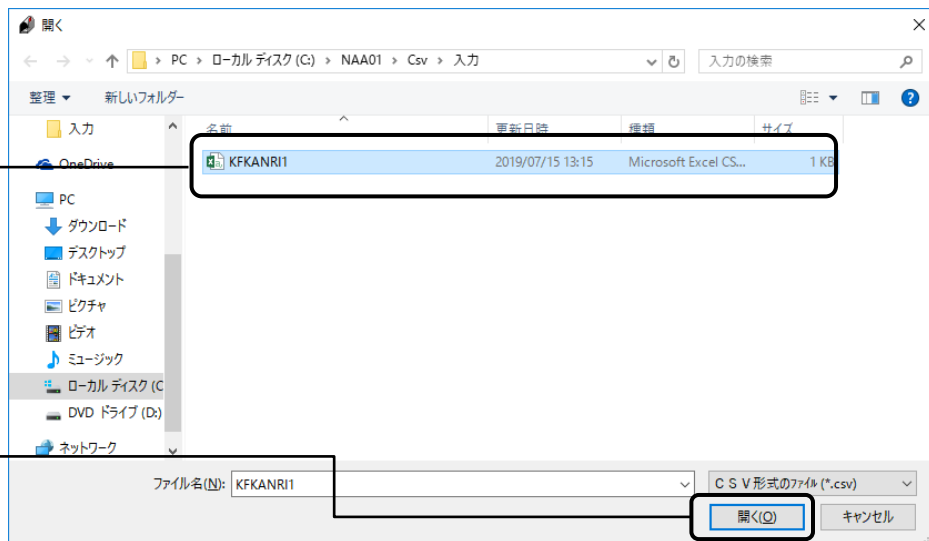 開く
PC > ローカル ディスク (C:) > NAA01 > Csv > 入力
入力の検索
整理 新しいフォルダー
名前 更新日時 種類 サイズ
KFKANRI1 2019/07/15 13:15 Microsoft Excel CS... 1 KB
入力
OneDrive
PC
ダウンロード
デスクトップ
ドキュメント
ピクチャ
ビデオ
ミュージック
ローカル ディスク (C
DVD ドライブ (D:)
ネットワーク
ファイル名(N): KFKANRI1 ＣＳＶ形式のファイル (*.csv)
開く(O) キャンセル